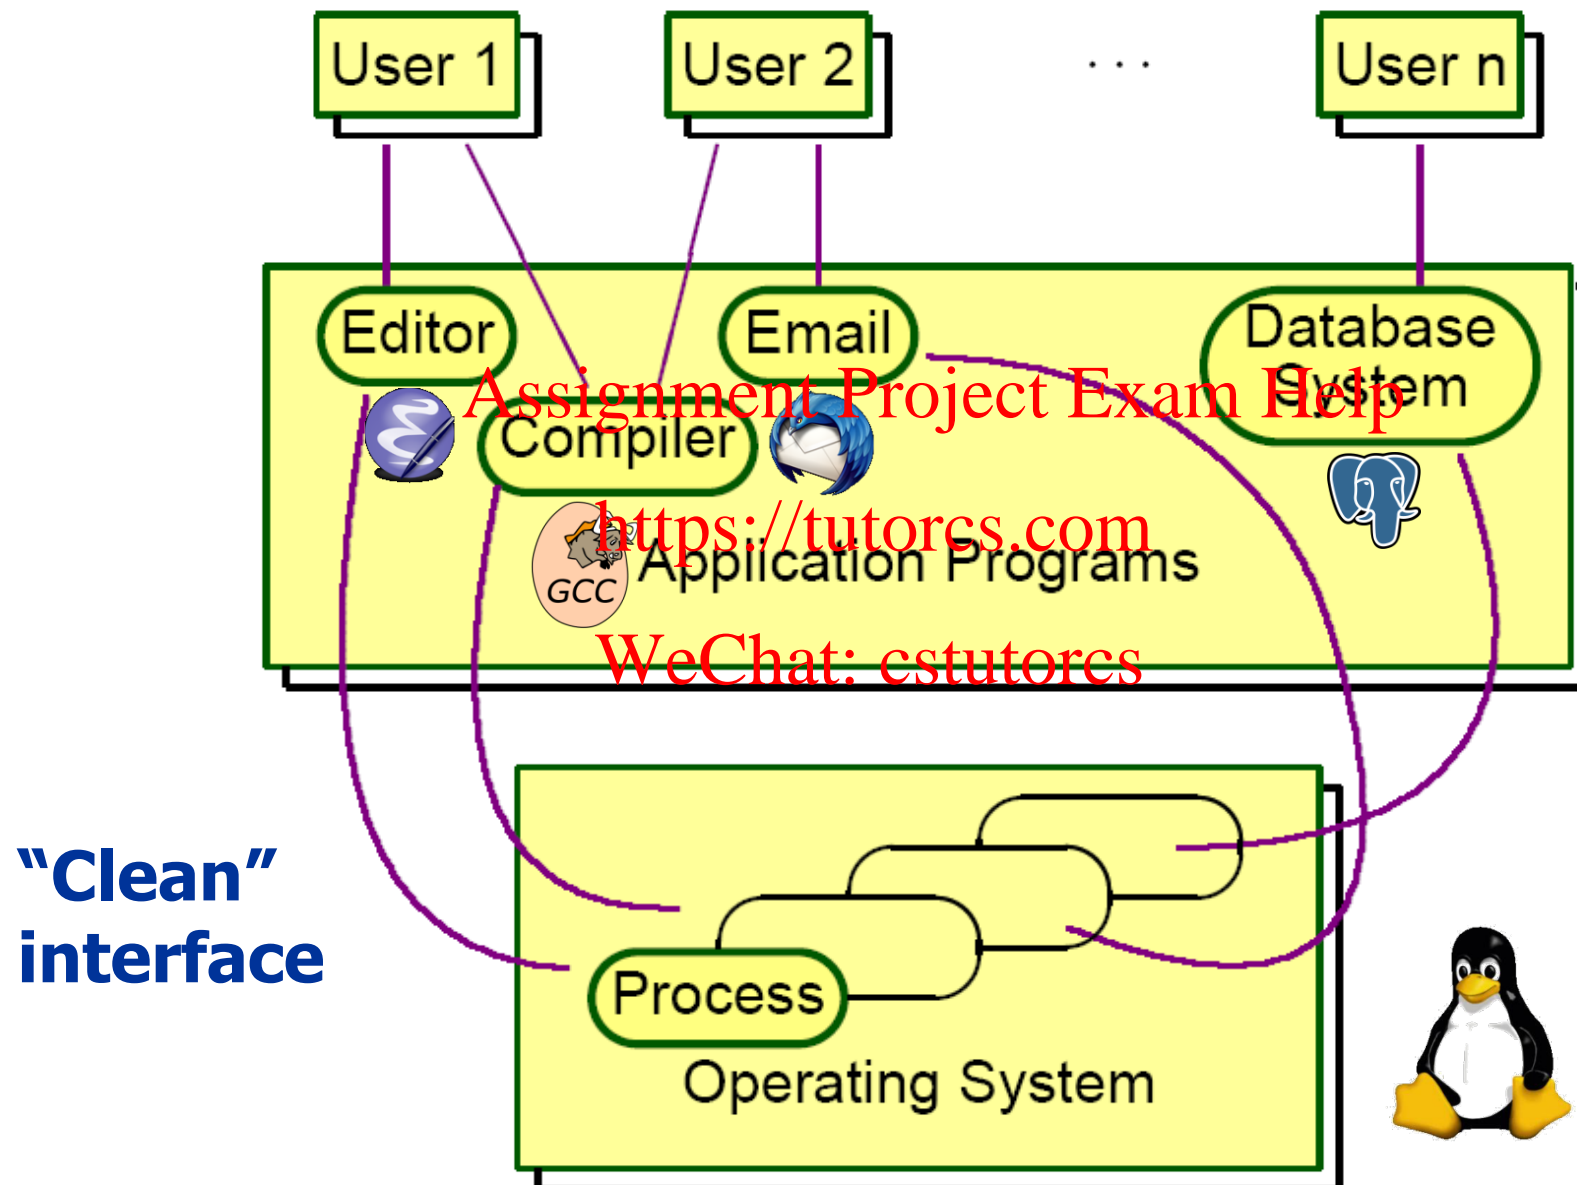 User 1
User 2
. . .
User n
Editor
Email
Database
System
Assignment Project Exam Help
Compiler
https://tutorcs.com
GCC
Application Programs
WeChat: cstutorcs
“Clean”
interface
Process
Operating System